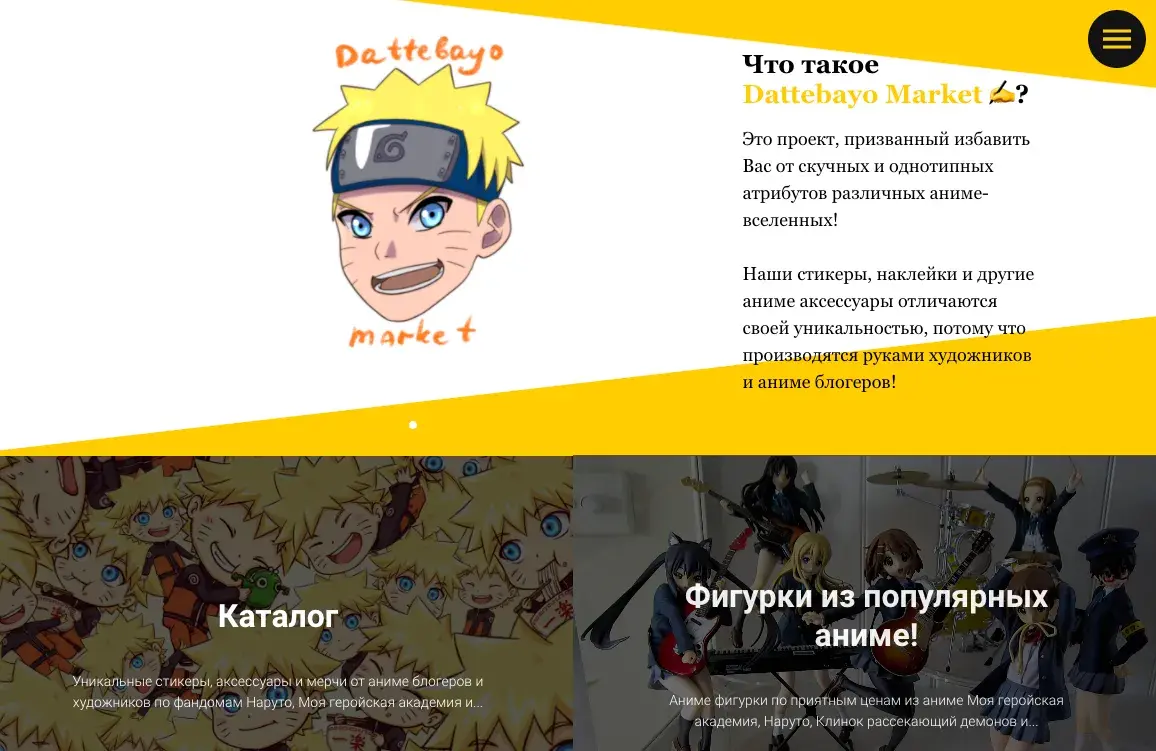 Dattebayo
market
Что такое
Dattebayo Market ✍️?
Это проект, призванный избавить
Вас от скучных и однотипных
атрибутов различных аниме-
вселенных!
Наши стикеры, наклейки и другие
аниме аксессуары отличаются
своей уникальностью, потому что
производятся руками художников
и аниме блогеров!
Каталог
Уникальные стикеры, аксессуары и мерчи от аниме блогеров и
художников по фандомам Наруто, Моя геройская академия и...
Фигурки из популярных
аниме!
Аниме фигурки по приятным ценам из аниме Моя геройская
академия, Наруто, Клинок рассекающий демонов и...